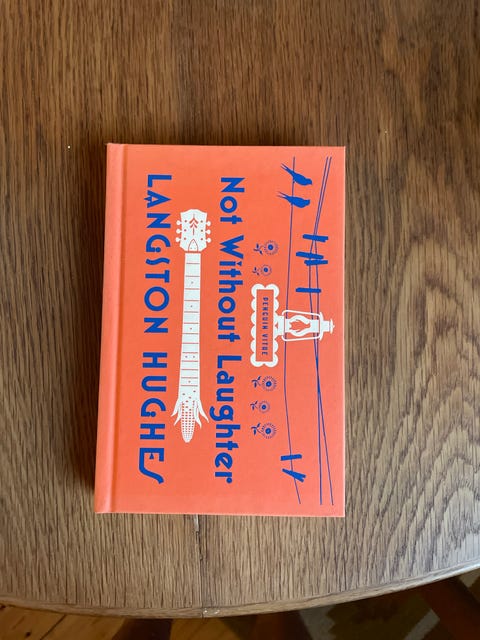 PENGUIN VITAE
Not Without Laughter
LANGSTON HUGHES